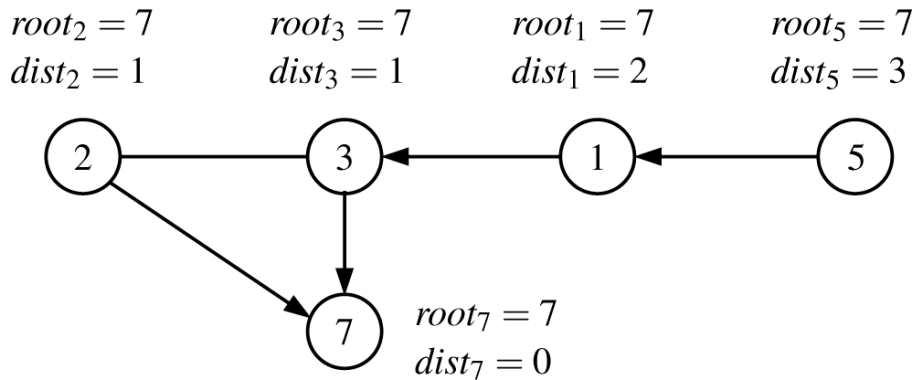 root₂ = 7 root₃ = 7 root₁ = 7 root₅ = 7
dist₂ = 1 dist₃ = 1 dist₁ = 2 dist₅ = 3
2 3 1 5
7 root₇ = 7
dist₇ = 0